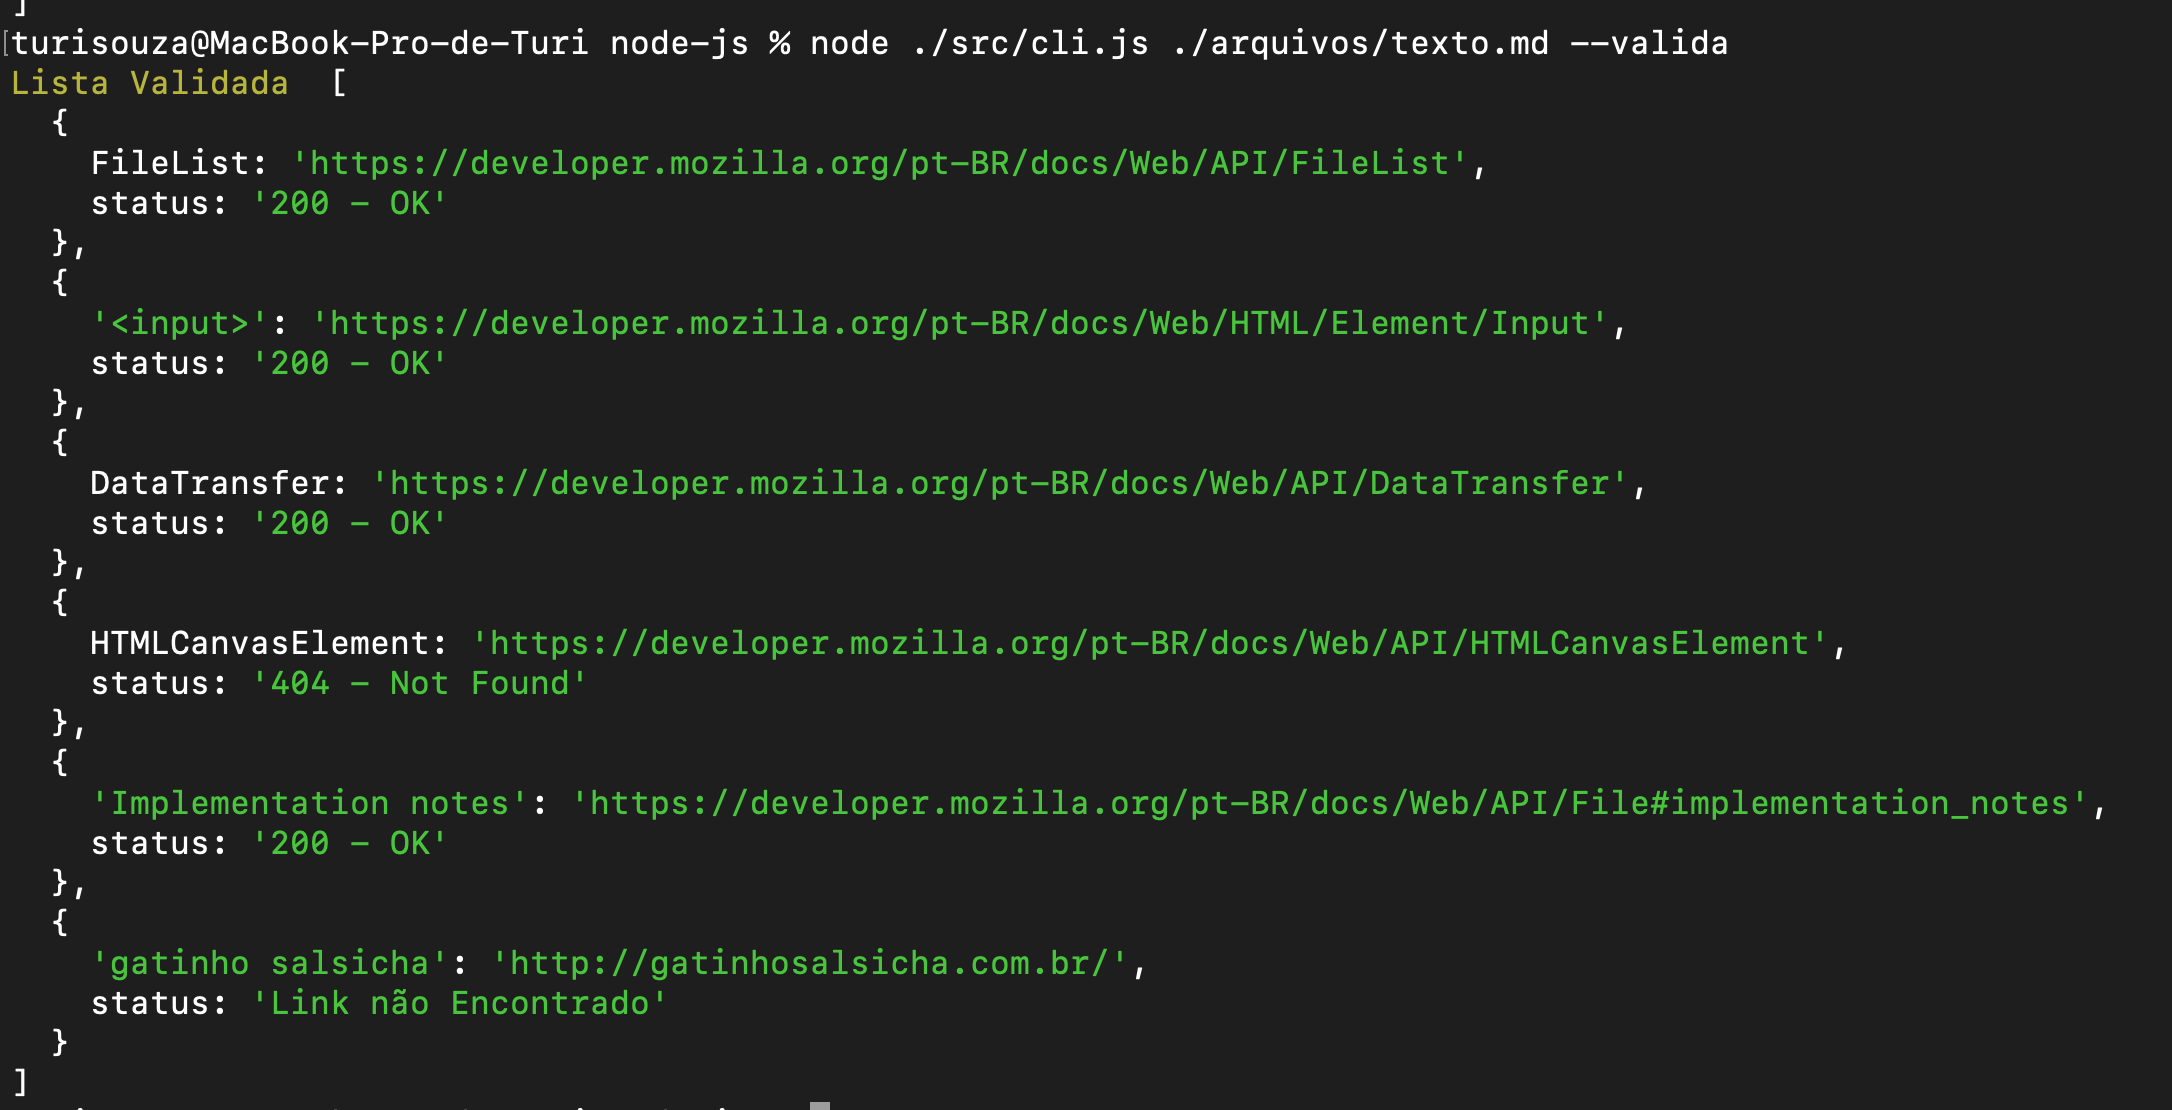 ]
turisouza@MacBook-Pro-de-Turi node-js % node ./src/cli.js ./arquivos/texto.md --valida
Lista Validada  [
  {
    FileList: 'https://developer.mozilla.org/pt-BR/docs/Web/API/FileList',
    status: '200 - OK'
  },
  {
    '<input>': 'https://developer.mozilla.org/pt-BR/docs/Web/HTML/Element/Input',
    status: '200 - OK'
  },
  {
    DataTransfer: 'https://developer.mozilla.org/pt-BR/docs/Web/API/DataTransfer',
    status: '200 - OK'
  },
  {
    HTMLCanvasElement: 'https://developer.mozilla.org/pt-BR/docs/Web/API/HTMLCanvasElement',
    status: '404 - Not Found'
  },
  {
    'Implementation notes': 'https://developer.mozilla.org/pt-BR/docs/Web/API/File#implementation_notes',
    status: '200 - OK'
  },
  {
    'gatinho salsicha': 'http://gatinhosalsicha.com.br/',
    status: 'Link não Encontrado'
  }
]